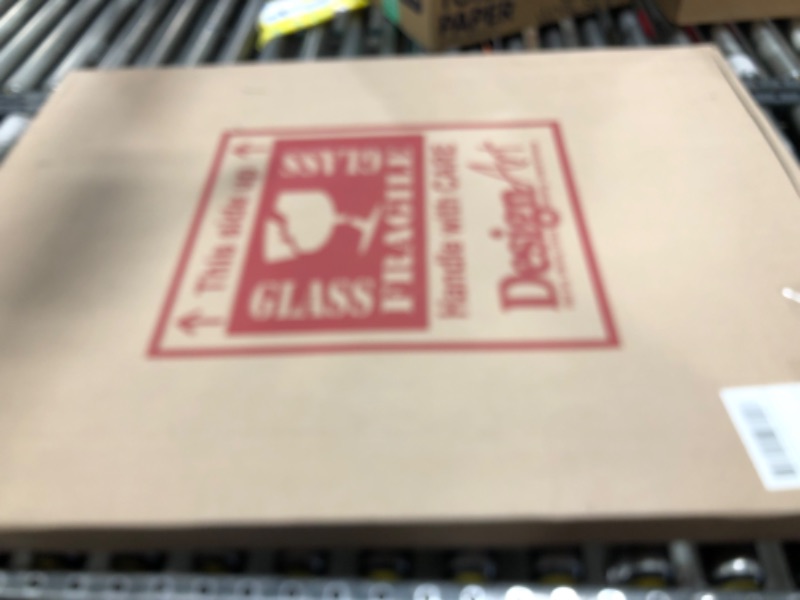 This side up
GLASS
FRAGILE
GLASS
Handle with CARE
DesignArt
PAPER